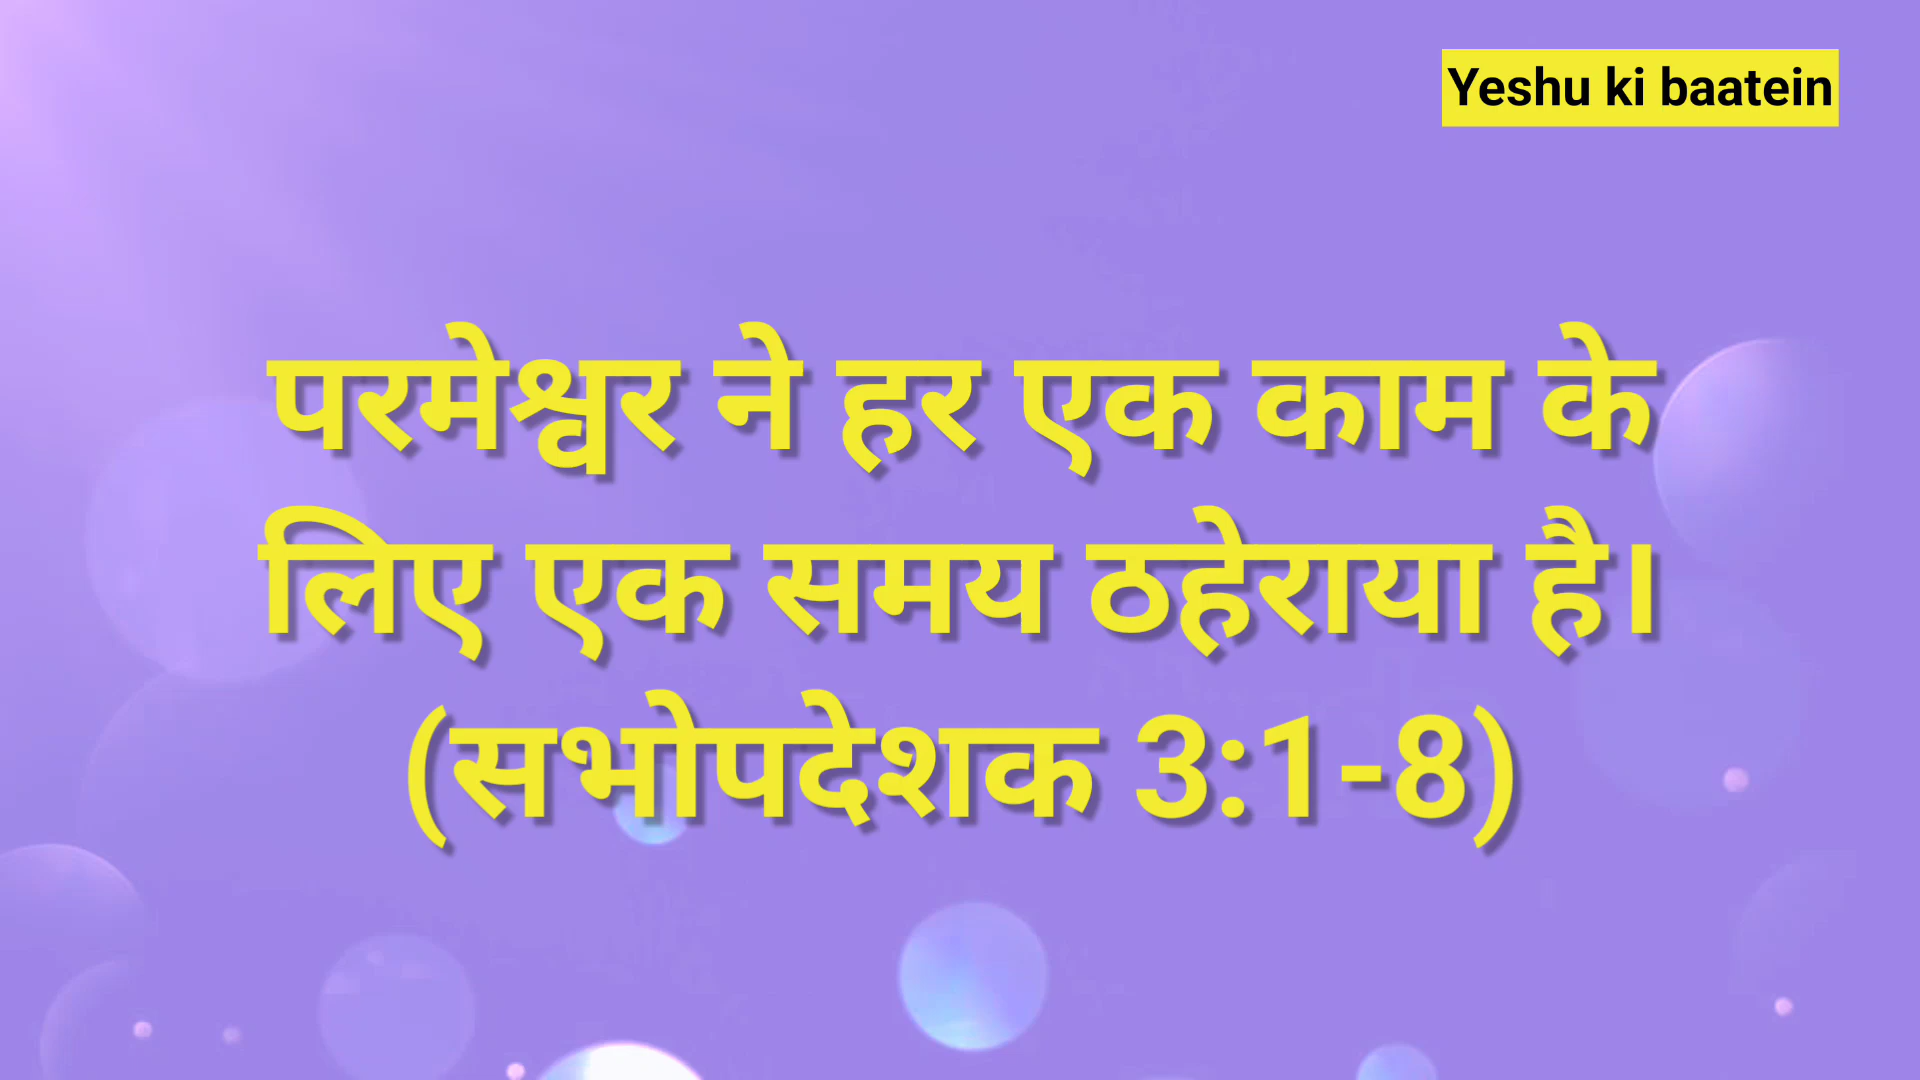 Yeshu ki baatein
परमेश्वर ने हर एक काम के
लिए एक समय ठहेराया है।
(सभोपदेशक 3:1-8)